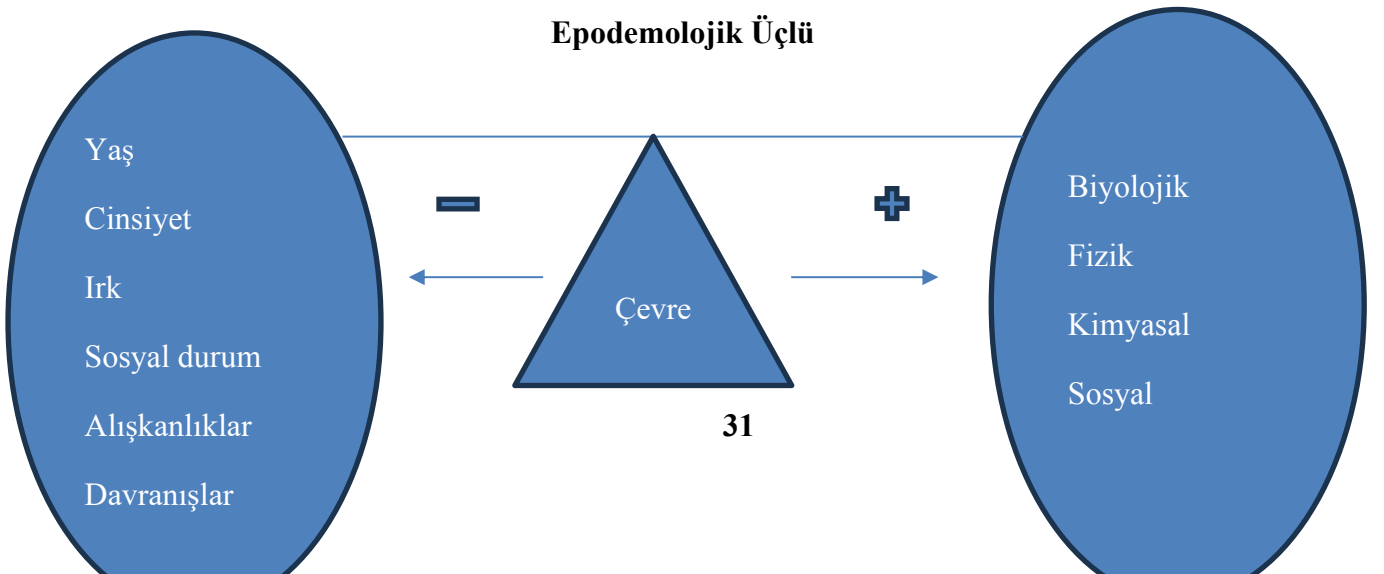 Epodemolojik Üçlü
Yaş
Cinsiyet
Irk
Sosyal durum
Alışkanlıklar
Davranışlar
Çevre
Biyolojik
Fizik
Kimyasal
Sosyal
31